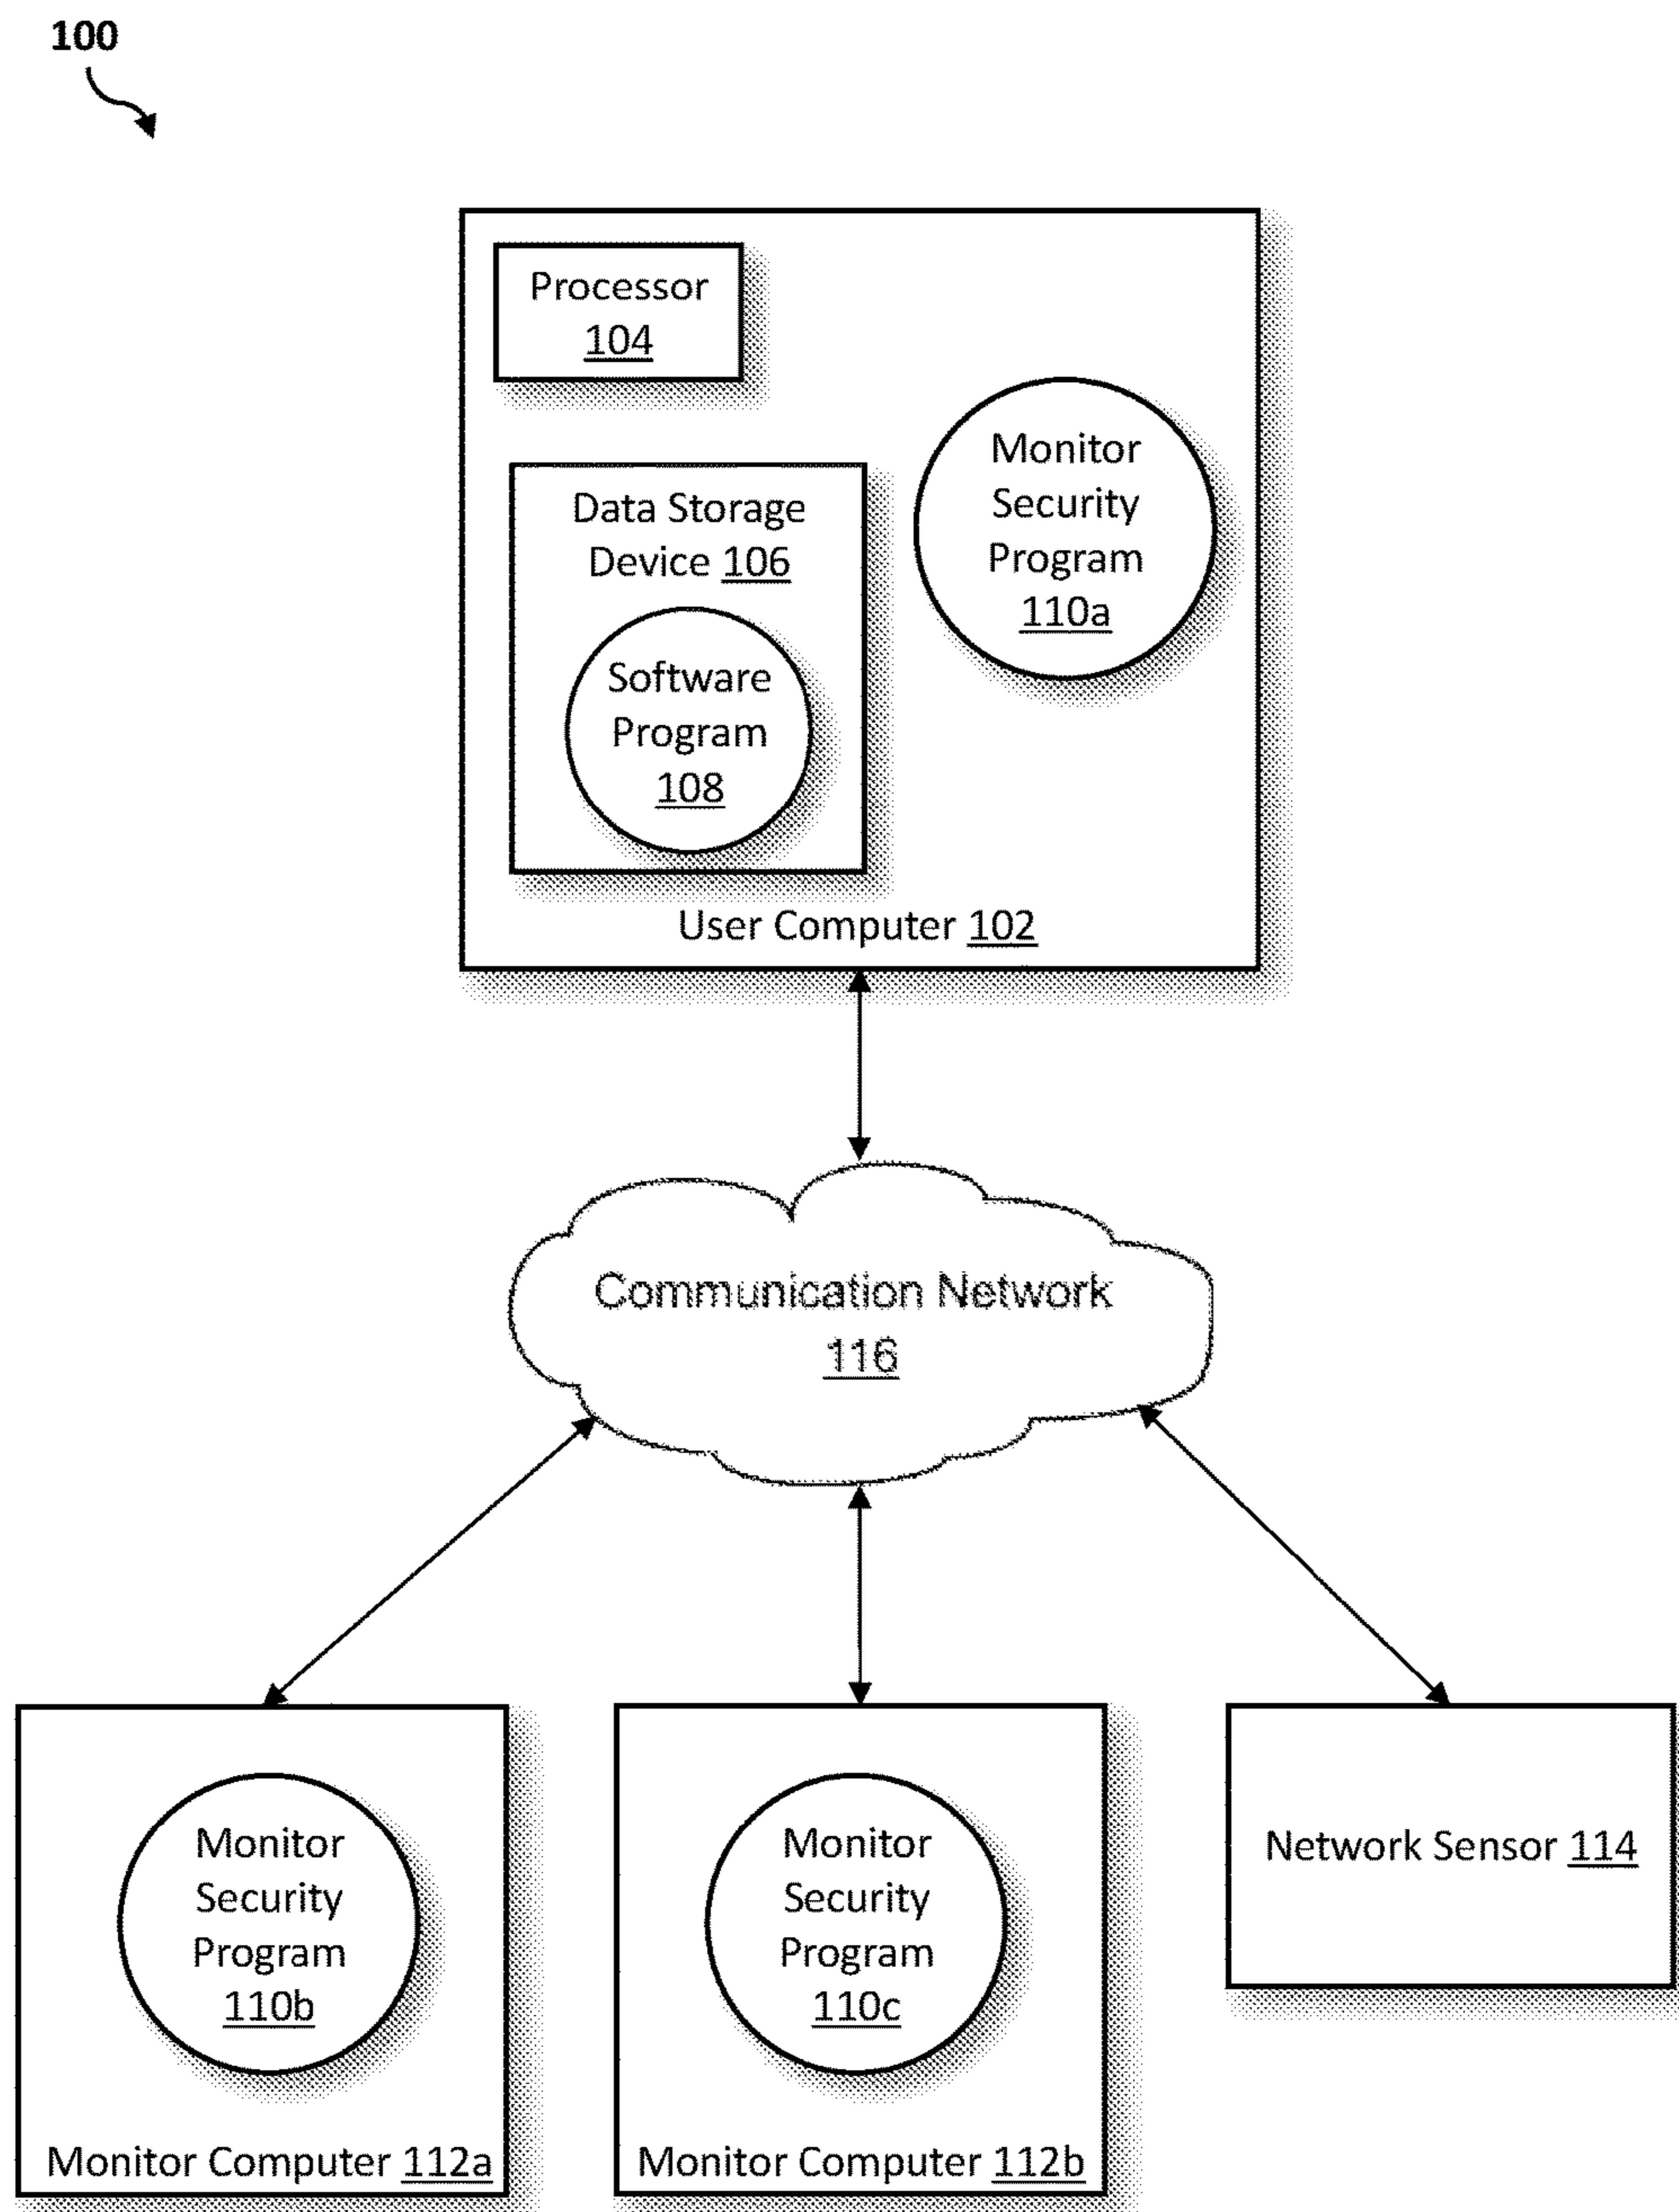 100
Processor
104
Monitor
Security
Program
110a
Data Storage
Device 106
Software
Program
108
User Computer 102
Communication Network
116
Monitor
Security
Program
110b
Monitor Computer 112a
Monitor
Security
Program
110c
Monitor Computer 112b
Network Sensor 114